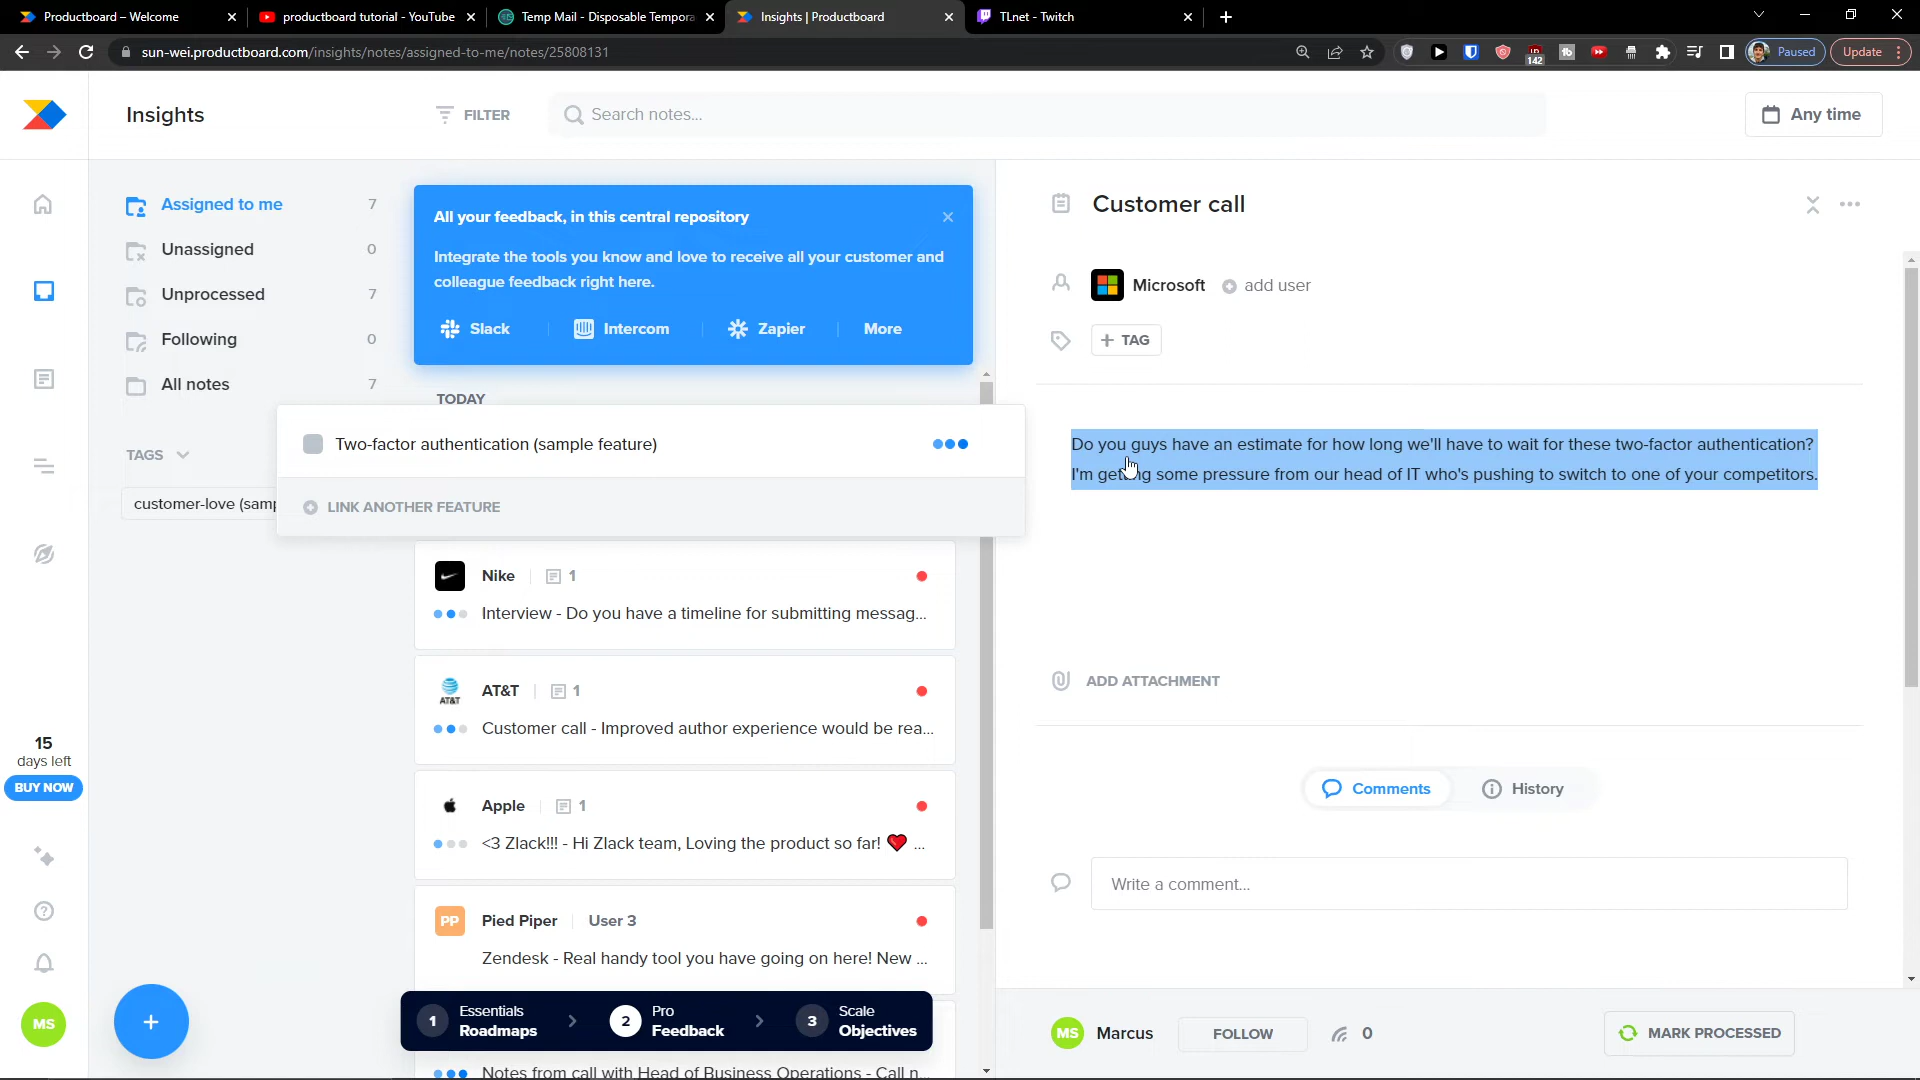 Productboard – Welcome
productboard tutorial - YouTube
Temp Mail - Disposable Tempora
Insights | Productboard
TLnet - Twitch
sun-wei.productboard.com/insights/notes/assigned-to-me/notes/25808131
142
Paused
Update
Insights
FILTER
Search notes...
Any time
Assigned to me 7
Unassigned 0
Unprocessed 7
Following 0
All notes 7
TAGS
customer-love (samp
All your feedback, in this central repository
Integrate the tools you know and love to receive all your customer and
colleague feedback right here.
Slack
Intercom
Zapier
More
TODAY
Two-factor authentication (sample feature)
LINK ANOTHER FEATURE
Nike 1
Interview - Do you have a timeline for submitting messag...
AT&T
AT&T 1
Customer call - Improved author experience would be rea...
Apple 1
<3 Zlack!!! - Hi Zlack team, Loving the product so far! ❤️ ...
PP Pied Piper User 3
Zendesk - Real handy tool you have going on here! New ...
Notes from call with Head of Business Operations - Call n...
1 Essentials Roadmaps
2 Pro Feedback
3 Scale Objectives
15
days left
BUY NOW
MS
Customer call
Microsoft add user
+ TAG
Do you guys have an estimate for how long we'll have to wait for these two-factor authentication?
I'm getting some pressure from our head of IT who's pushing to switch to one of your competitors.
ADD ATTACHMENT
Comments
History
Write a comment...
MS Marcus
FOLLOW
0
MARK PROCESSED